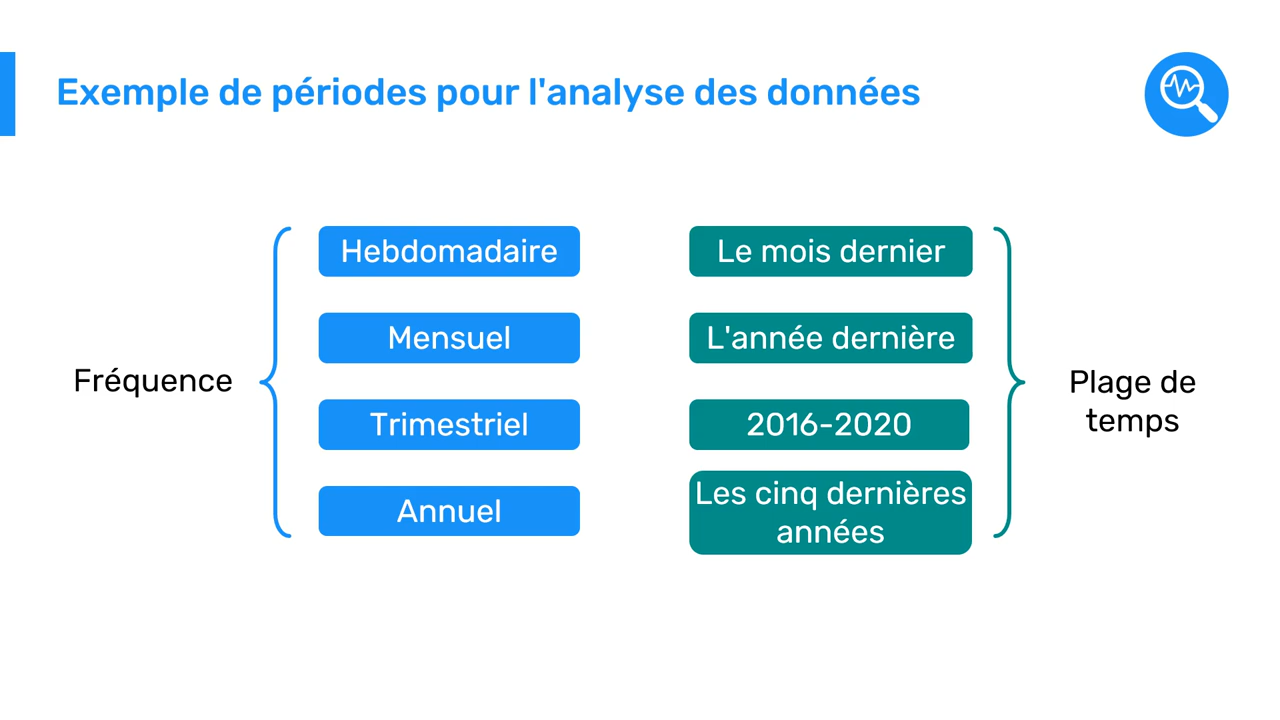 Exemple de périodes pour l'analyse des données
Fréquence
Hebdomadaire
Mensuel
Trimestriel
Annuel
Le mois dernier
L'année dernière
2016-2020
Les cinq dernières
années
Plage de
temps